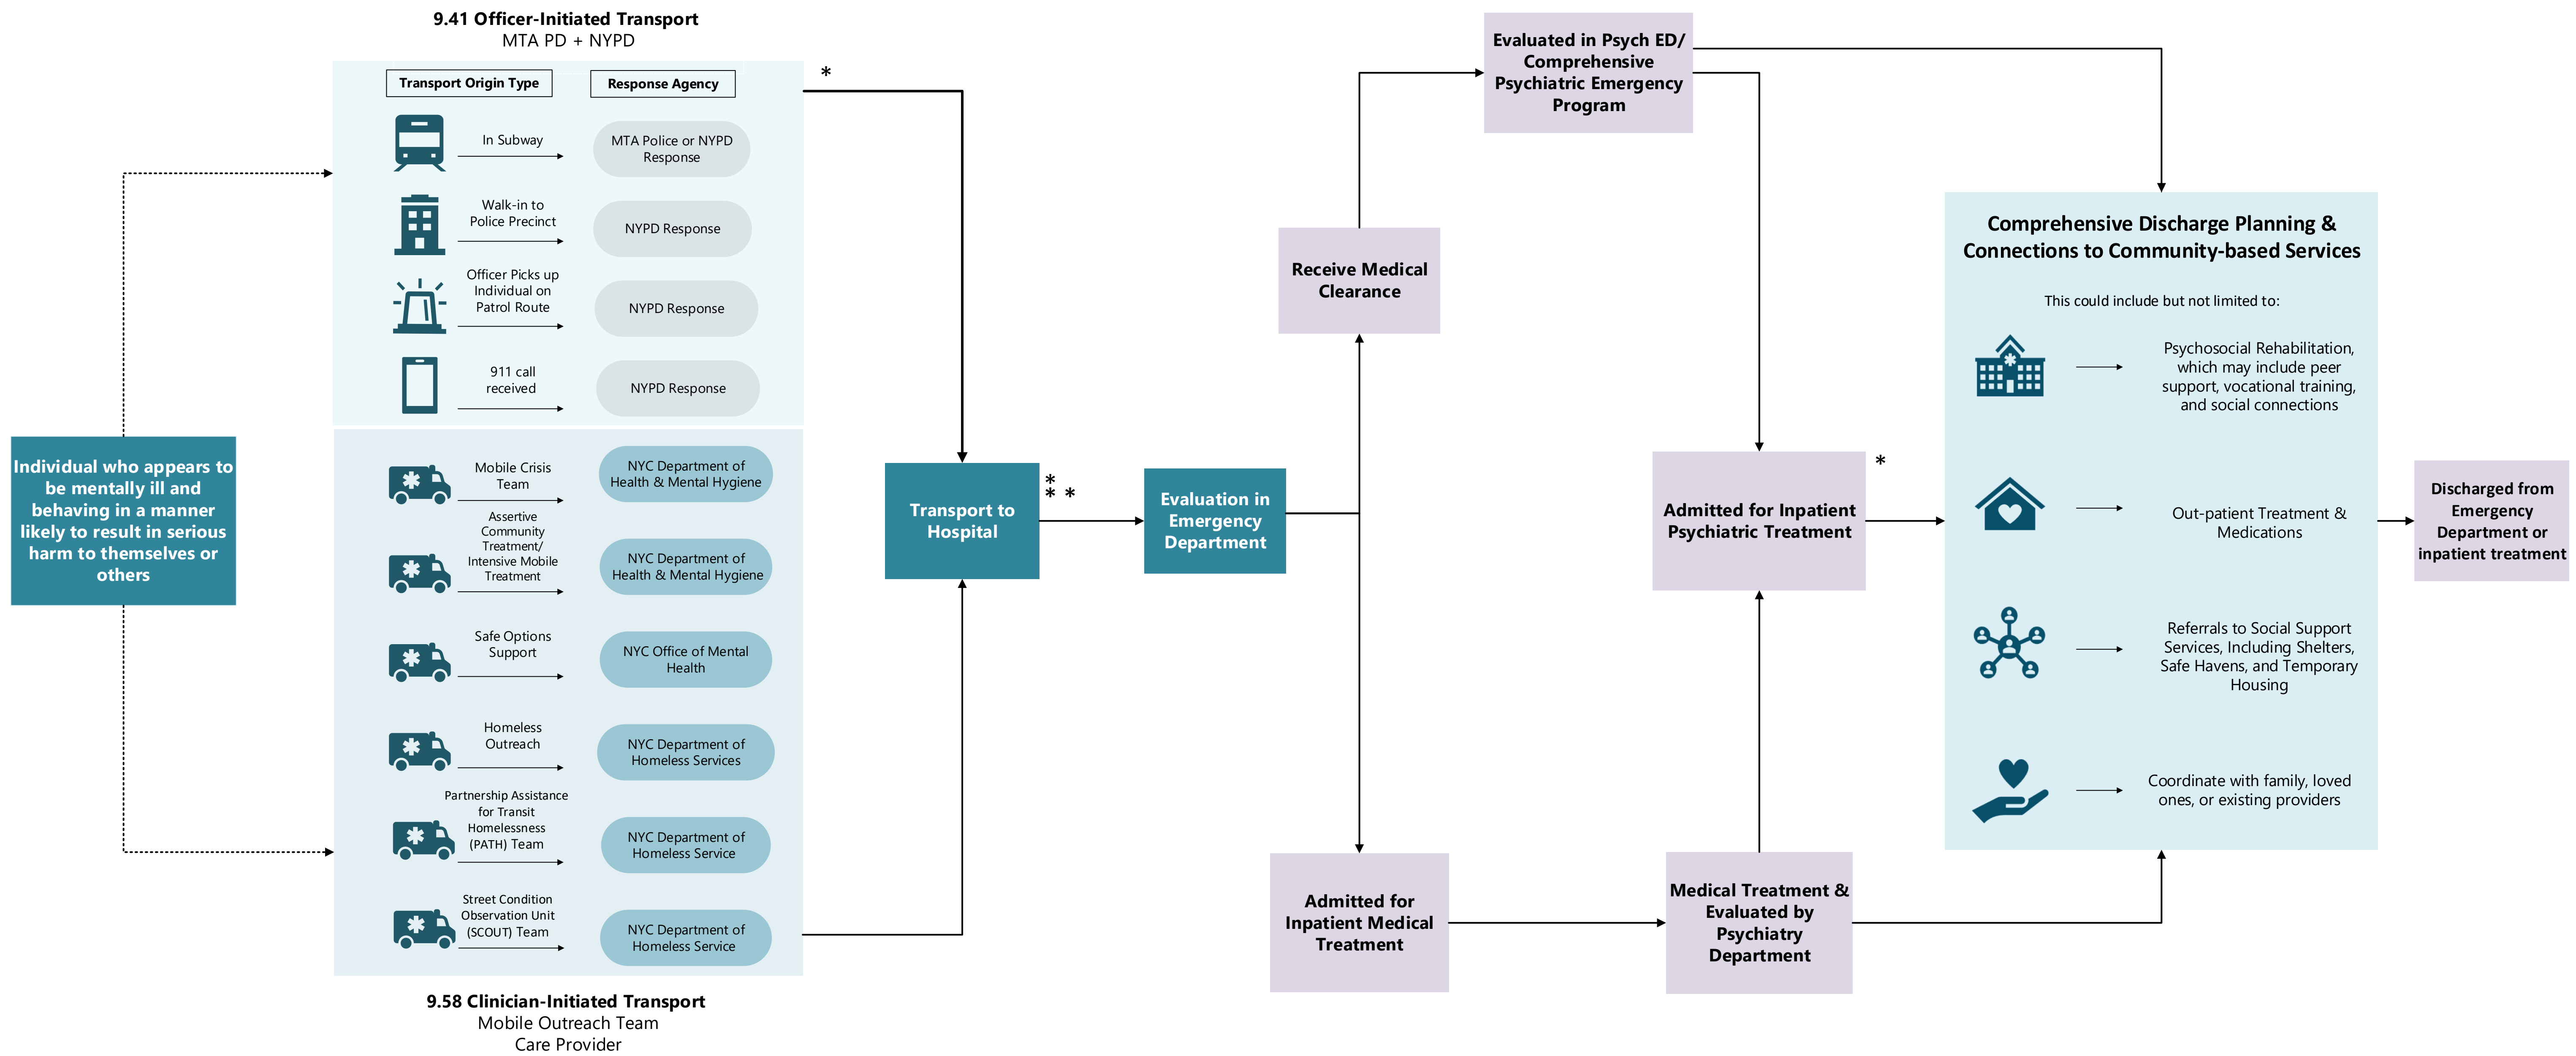 9.41 Officer-Initiated Transport
MTA PD + NYPD
Transport Origin Type
Response Agency
*
In Subway
MTA Police or NYPD
Response
Walk-in to
Police Precinct
NYPD Response
Officer Picks up
Individual on
Patrol Route
NYPD Response
911 call
received
NYPD Response
Individual who appears to
be mentally ill and
behaving in a manner
likely to result in serious
harm to themselves or
others
Mobile Crisis
Team
NYC Department of
Health & Mental Hygiene
Assertive
Community
Treatment/
Intensive Mobile
Treatment
NYC Department of
Health & Mental Hygiene
Safe Options
Support
NYC Office of Mental
Health
Homeless
Outreach
NYC Department of
Homeless Services
Partnership Assistance
for Transit
Homelessness
(PATH) Team
NYC Department of
Homeless Service
Street Condition
Observation Unit
(SCOUT) Team
NYC Department of
Homeless Service
9.58 Clinician-Initiated Transport
Mobile Outreach Team
Care Provider
Transport to
Hospital
*
* *
Evaluation in
Emergency
Department
Receive Medical
Clearance
Evaluated in Psych ED/
Comprehensive
Psychiatric Emergency
Program
Admitted for
Inpatient Medical
Treatment
Medical Treatment &
Evaluated by
Psychiatry
Department
Admitted for Inpatient
Psychiatric Treatment
*
Comprehensive Discharge Planning &
Connections to Community-based Services
This could include but not limited to:
Psychosocial Rehabilitation,
which may include peer
support, vocational training,
and social connections
Out-patient Treatment &
Medications
Referrals to Social Support
Services, Including Shelters,
Safe Havens, and Temporary
Housing
Coordinate with family, loved
ones, or existing providers
Discharged from
Emergency
Department or
inpatient treatment